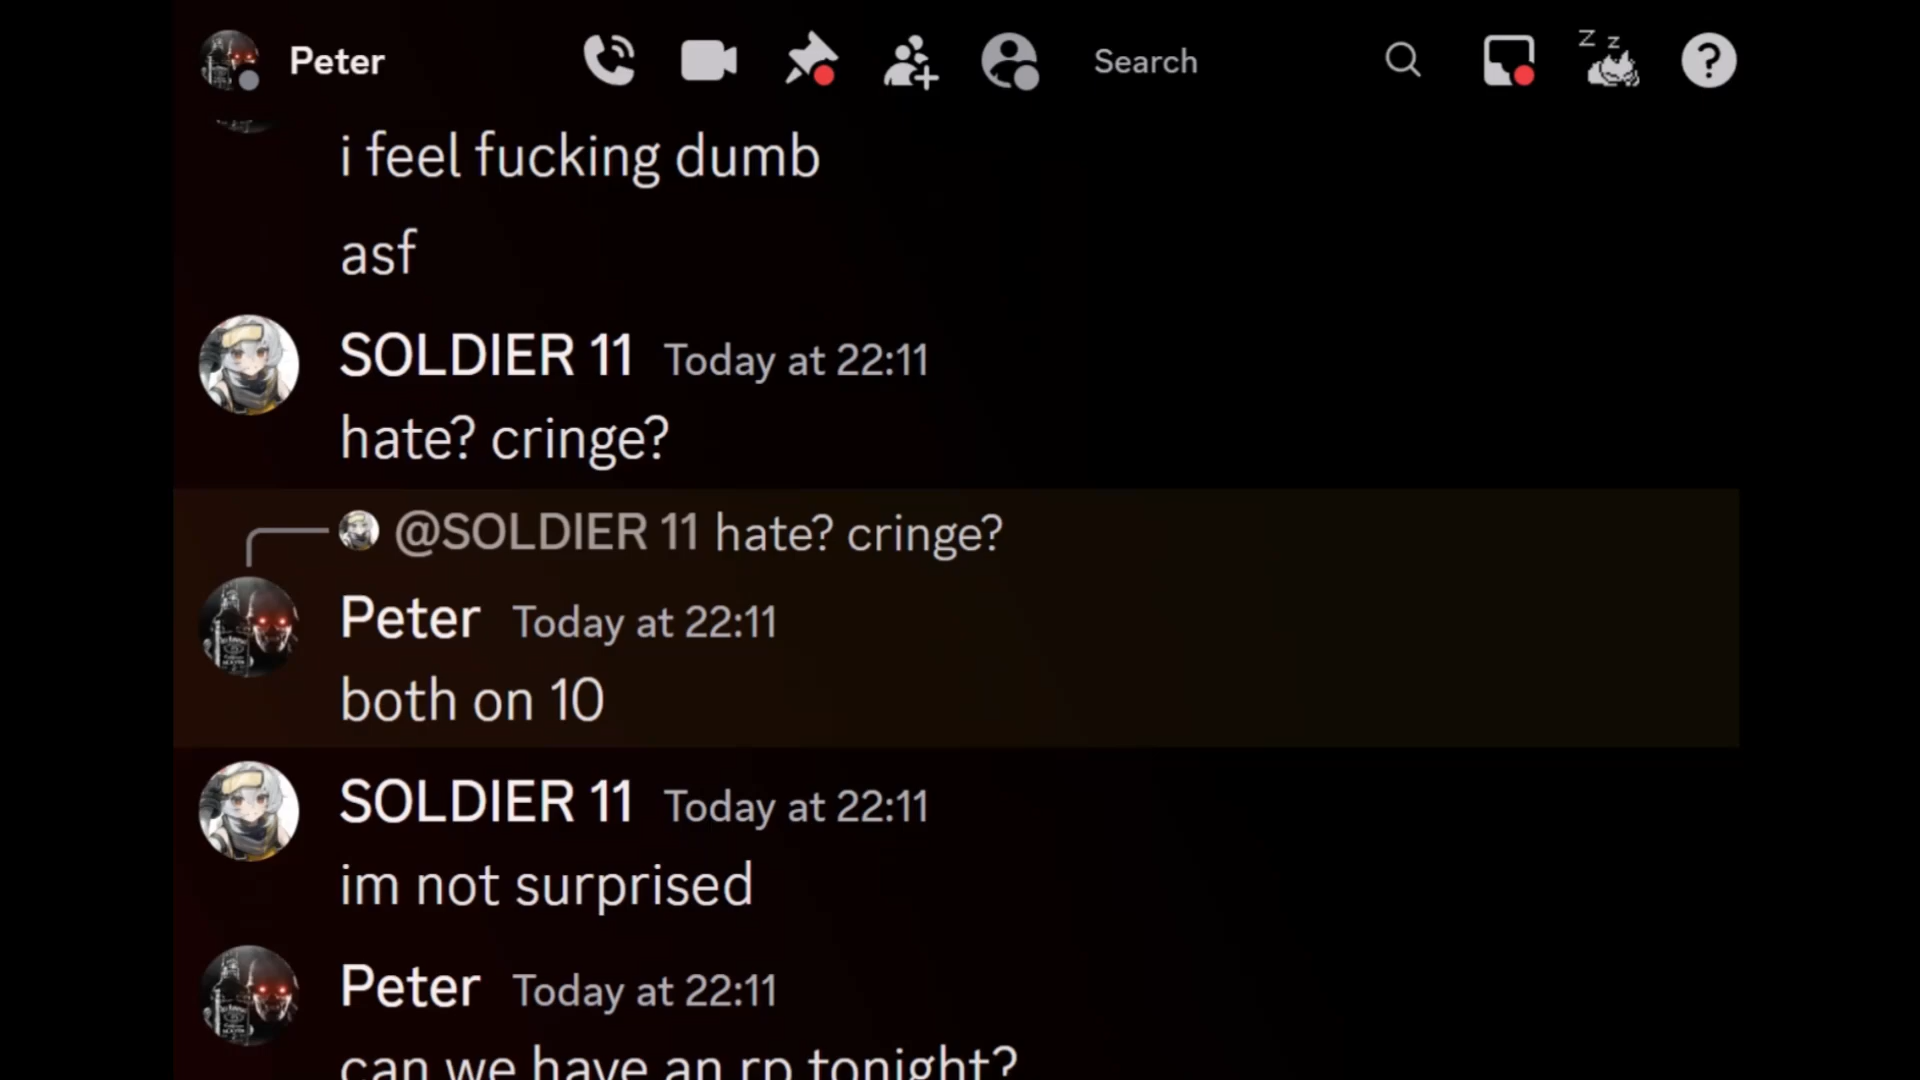 Peter
Search
z z
i feel fucking dumb
asf
SOLDIER 11 Today at 22:11
hate? cringe?
@SOLDIER 11 hate? cringe?
Peter Today at 22:11
both on 10
SOLDIER 11 Today at 22:11
im not surprised
Peter Today at 22:11
can we have an rp tonight?